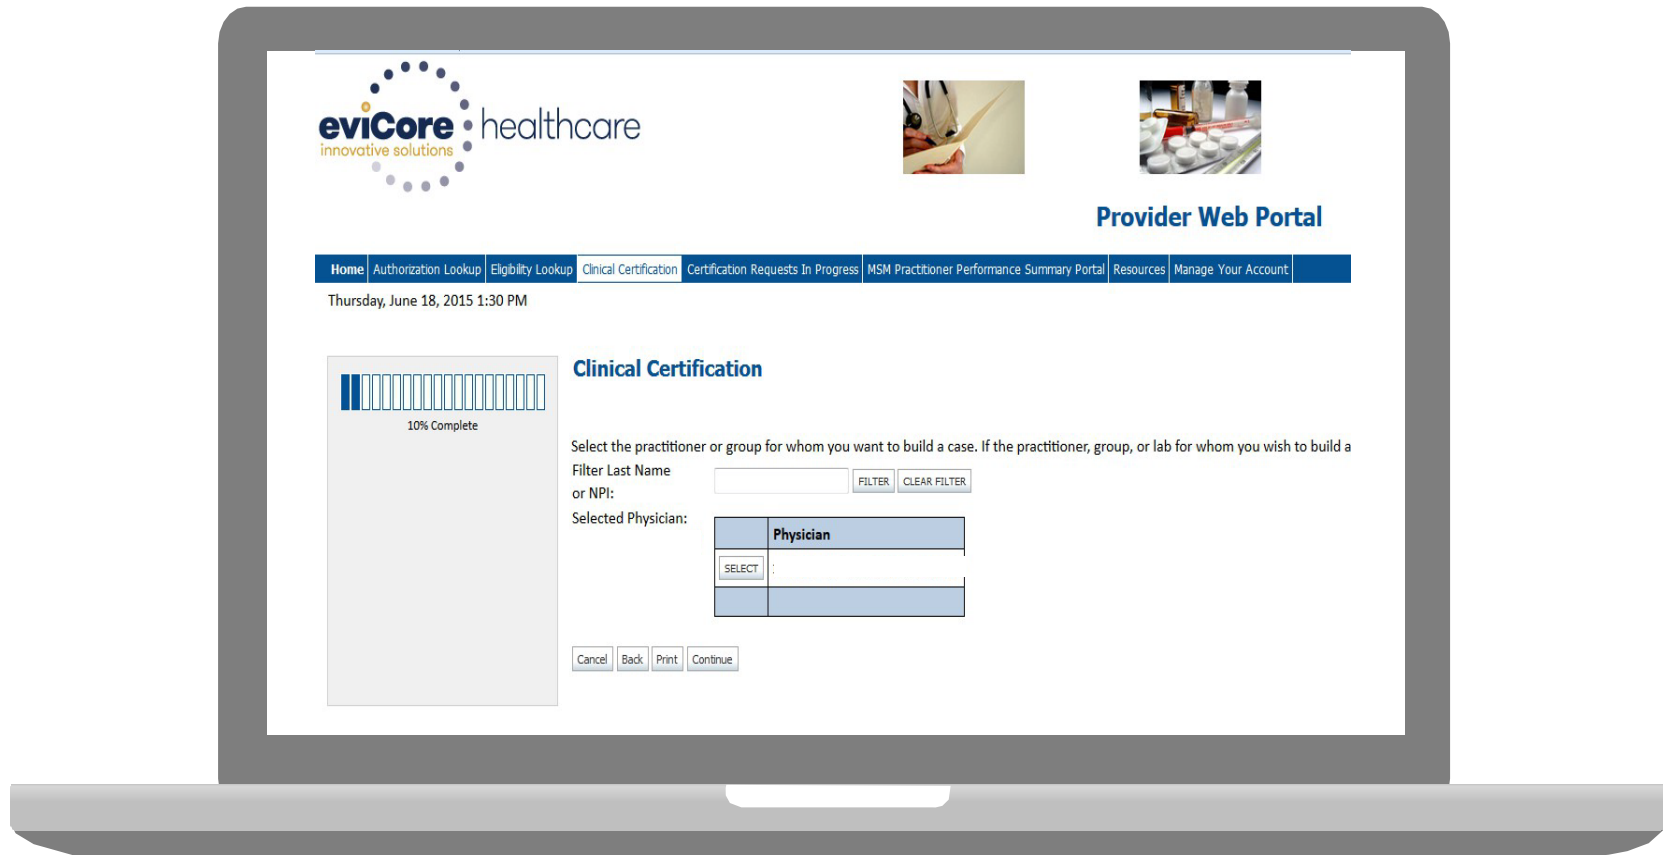 eviCore healthcare
innovative solutions
Provider Web Portal
Home Authorization Lookup Eligibility Lookup Clinical Certification Certification Requests In Progress MSM Practitioner Performance Summary Portal Resources Manage Your Account
Thursday, June 18, 2015 1:30 PM
Clinical Certification
10% Complete
Select the practitioner or group for whom you want to build a case. If the practitioner, group, or lab for whom you wish to build a
Filter Last Name
or NPI:
FILTER CLEAR FILTER
Selected Physician:
Physician
SELECT
Cancel Back Print Continue